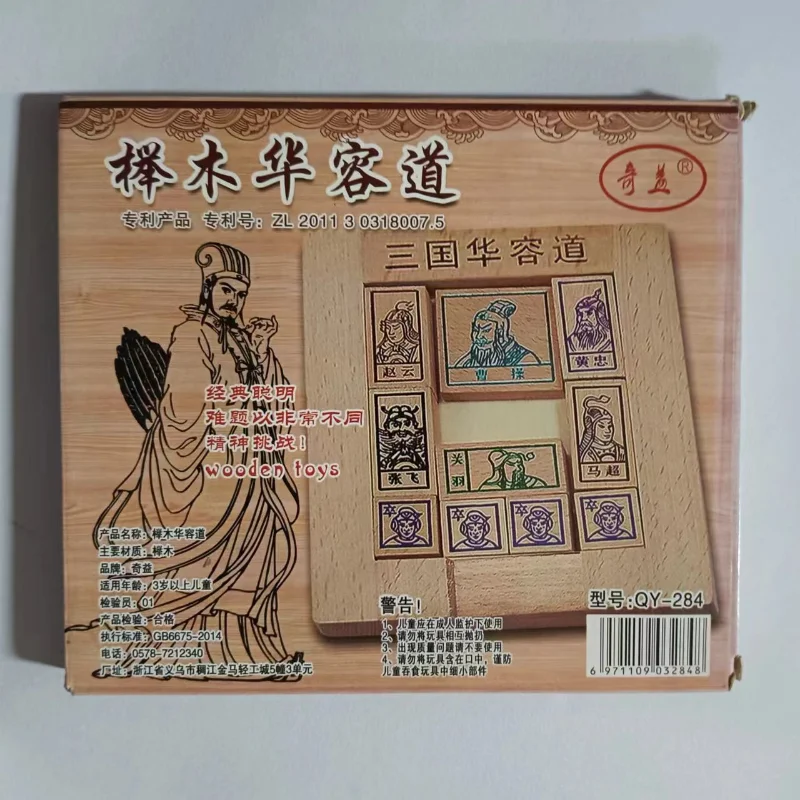 榉木华容道
奇益®
专利产品 专利号：ZL 2011 3 0318007.5
三国华容道
赵云
曹操
黄忠
张飞
关羽
马超
卒
卒
卒
卒
经典聪明
难题以非常不同
精神挑战！
wooden toys
产品名称：榉木华容道
主要材质：榉木
品牌：奇益
适用年龄：3岁以上儿童
检验员：01
产品检验：合格
执行标准：GB6675-2014
电话：0578-7212340
厂址：浙江省义乌市稠江金马轻工城5幢3单元
警告！
1、儿童应在成人监护下使用
2、请勿将玩具相互抛扔
3、出现质量问题请不要使用
4、请勿将玩具含在口中，谨防
儿童吞食玩具中细小部件
型号：QY-284
6 971109 032848